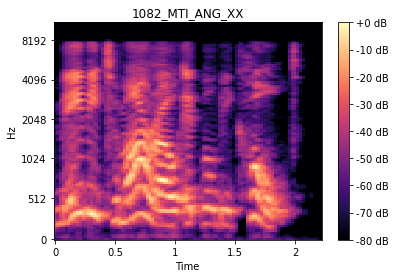 1082_MTI_ANG_XX
+0 dB
8192
-10 dB
4096
-20 dB
-30 dB
2048
Hz
-40 dB
1024
-50 dB
512
-60 dB
-70 dB
0
-80 dB
0 0.5 1 1.5 2
Time